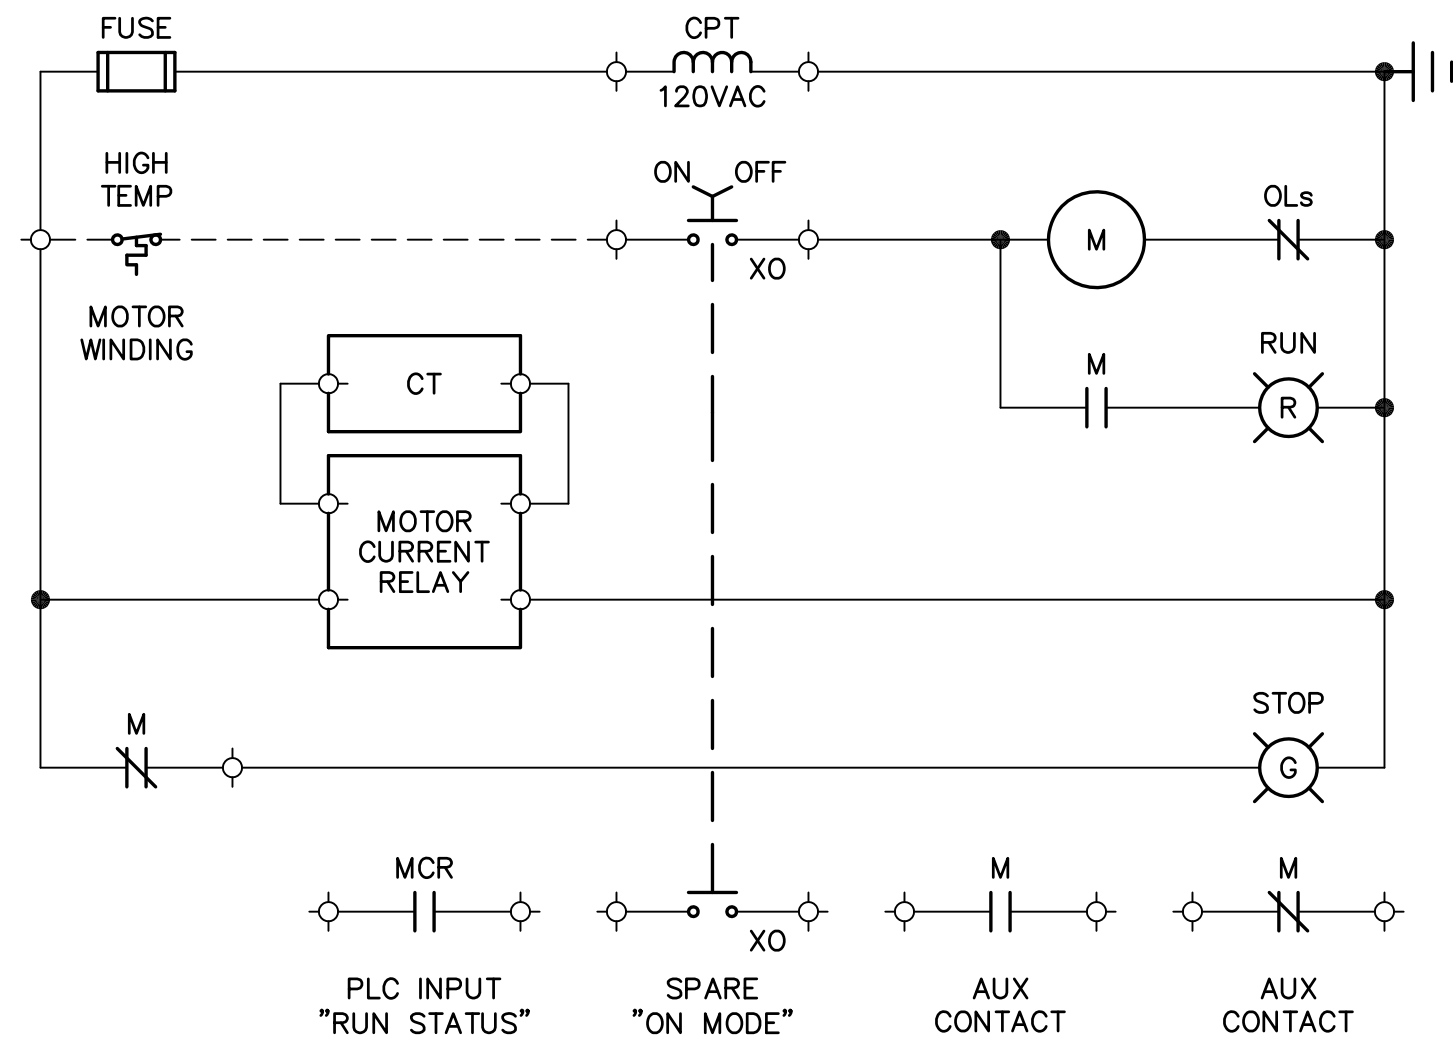 FUSE
CPT
120VAC
HIGH
TEMP
ON OFF
OLs
M
XO
MOTOR
WINDING
RUN
CT
M
R
MOTOR
CURRENT
RELAY
STOP
M
G
MCR
M
M
XO
PLC INPUT
"RUN STATUS"
SPARE
"ON MODE"
AUX
CONTACT
AUX
CONTACT